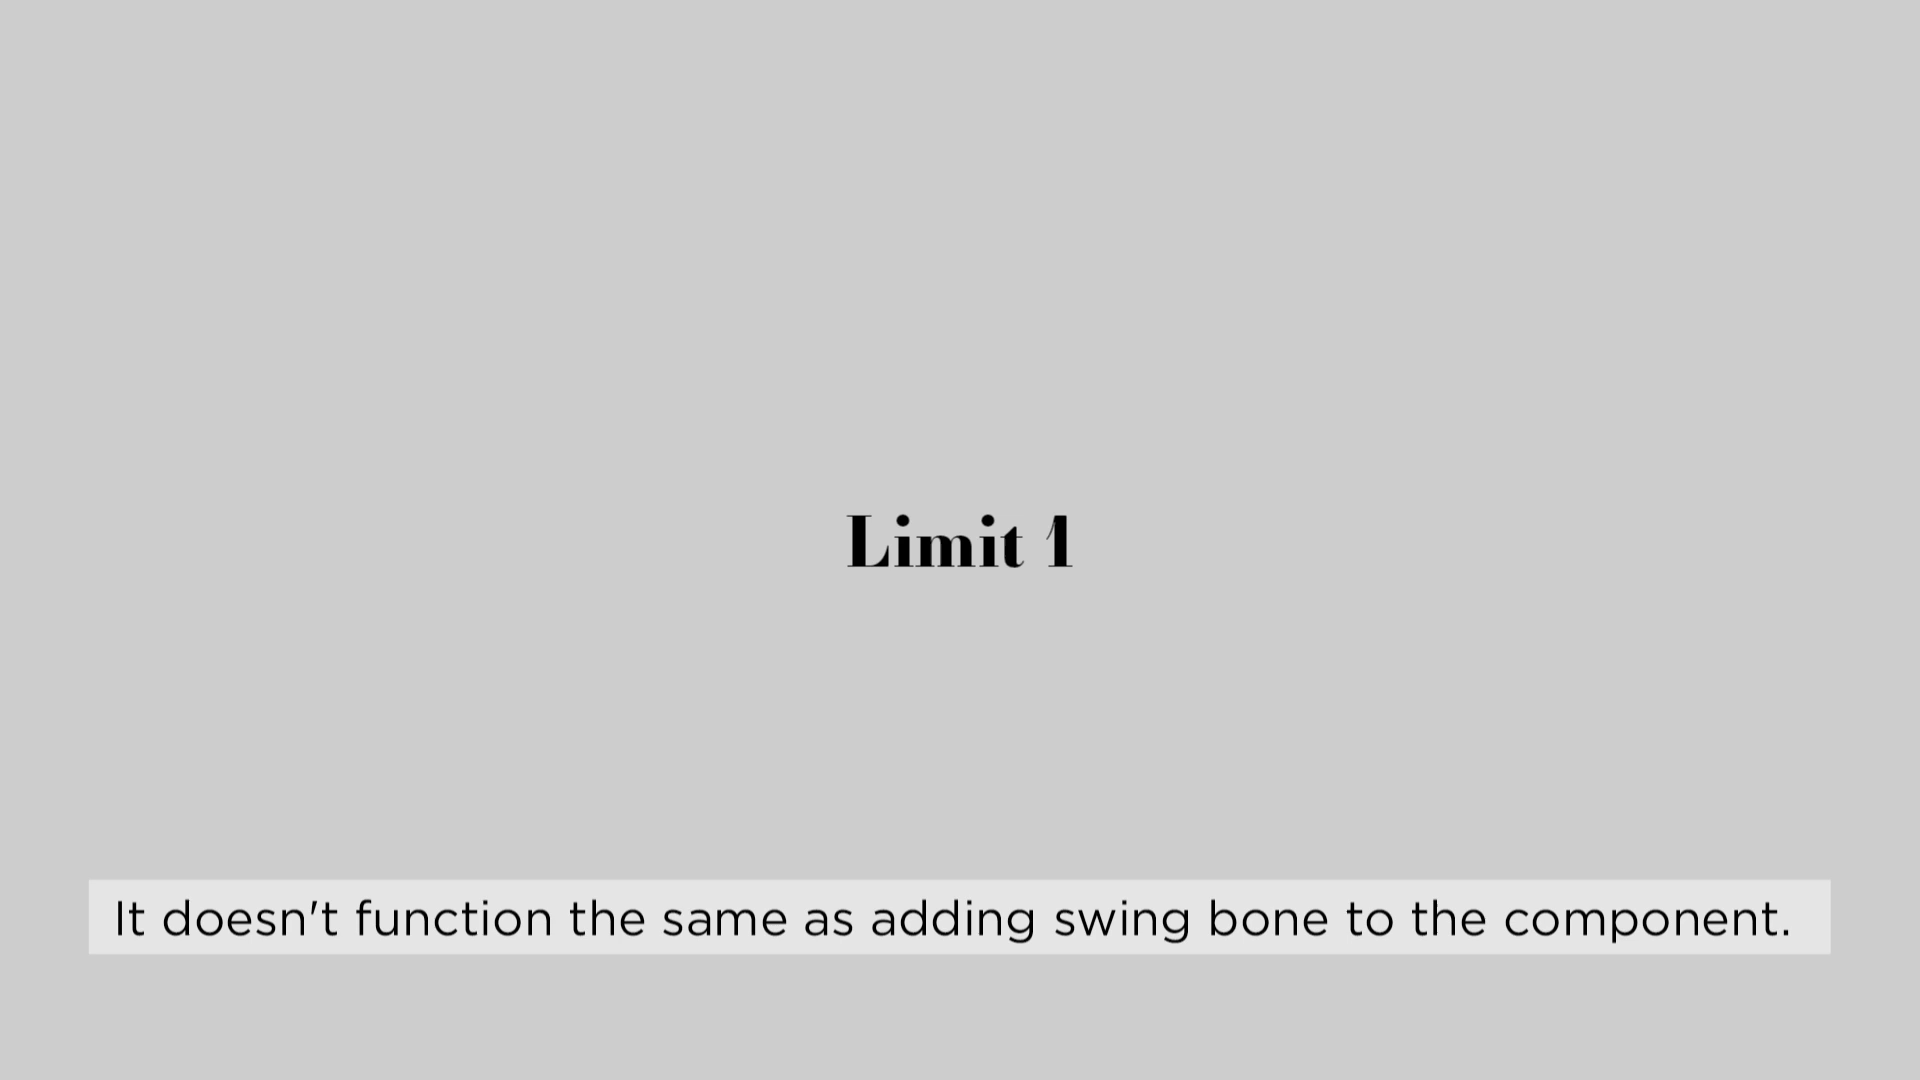 Limit 1
It doesn't function the same as adding swing bone to the component.